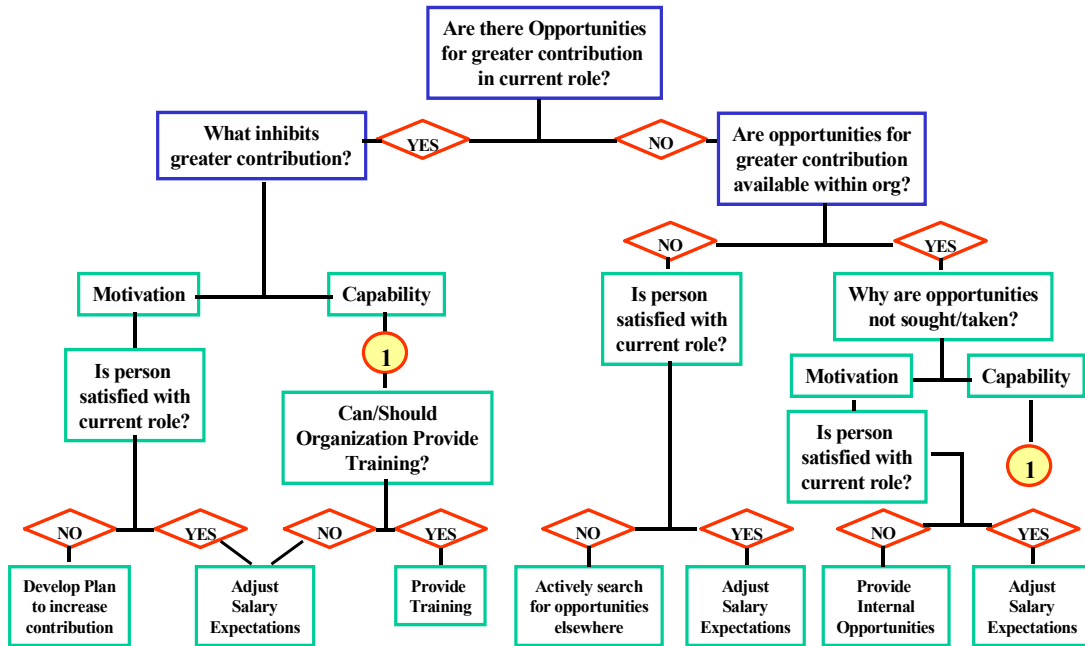 Are there Opportunities
for greater contribution
in current role?
What inhibits
greater contribution?
YES
NO
Are opportunities for
greater contribution
available within org?
NO
YES
Motivation
Capability
Is person
satisfied with
current role?
Why are opportunities
not sought/taken?
1
Is person
satisfied with
current role?
Motivation
Capability
Can/Should
Organization Provide
Training?
Is person
satisfied with
current role?
1
NO
YES
NO
YES
NO
YES
NO
YES
Develop Plan
to increase
contribution
Adjust
Salary
Expectations
Provide
Training
Actively search
for opportunities
elsewhere
Adjust
Salary
Expectations
Provide
Internal
Opportunities
Adjust
Salary
Expectations